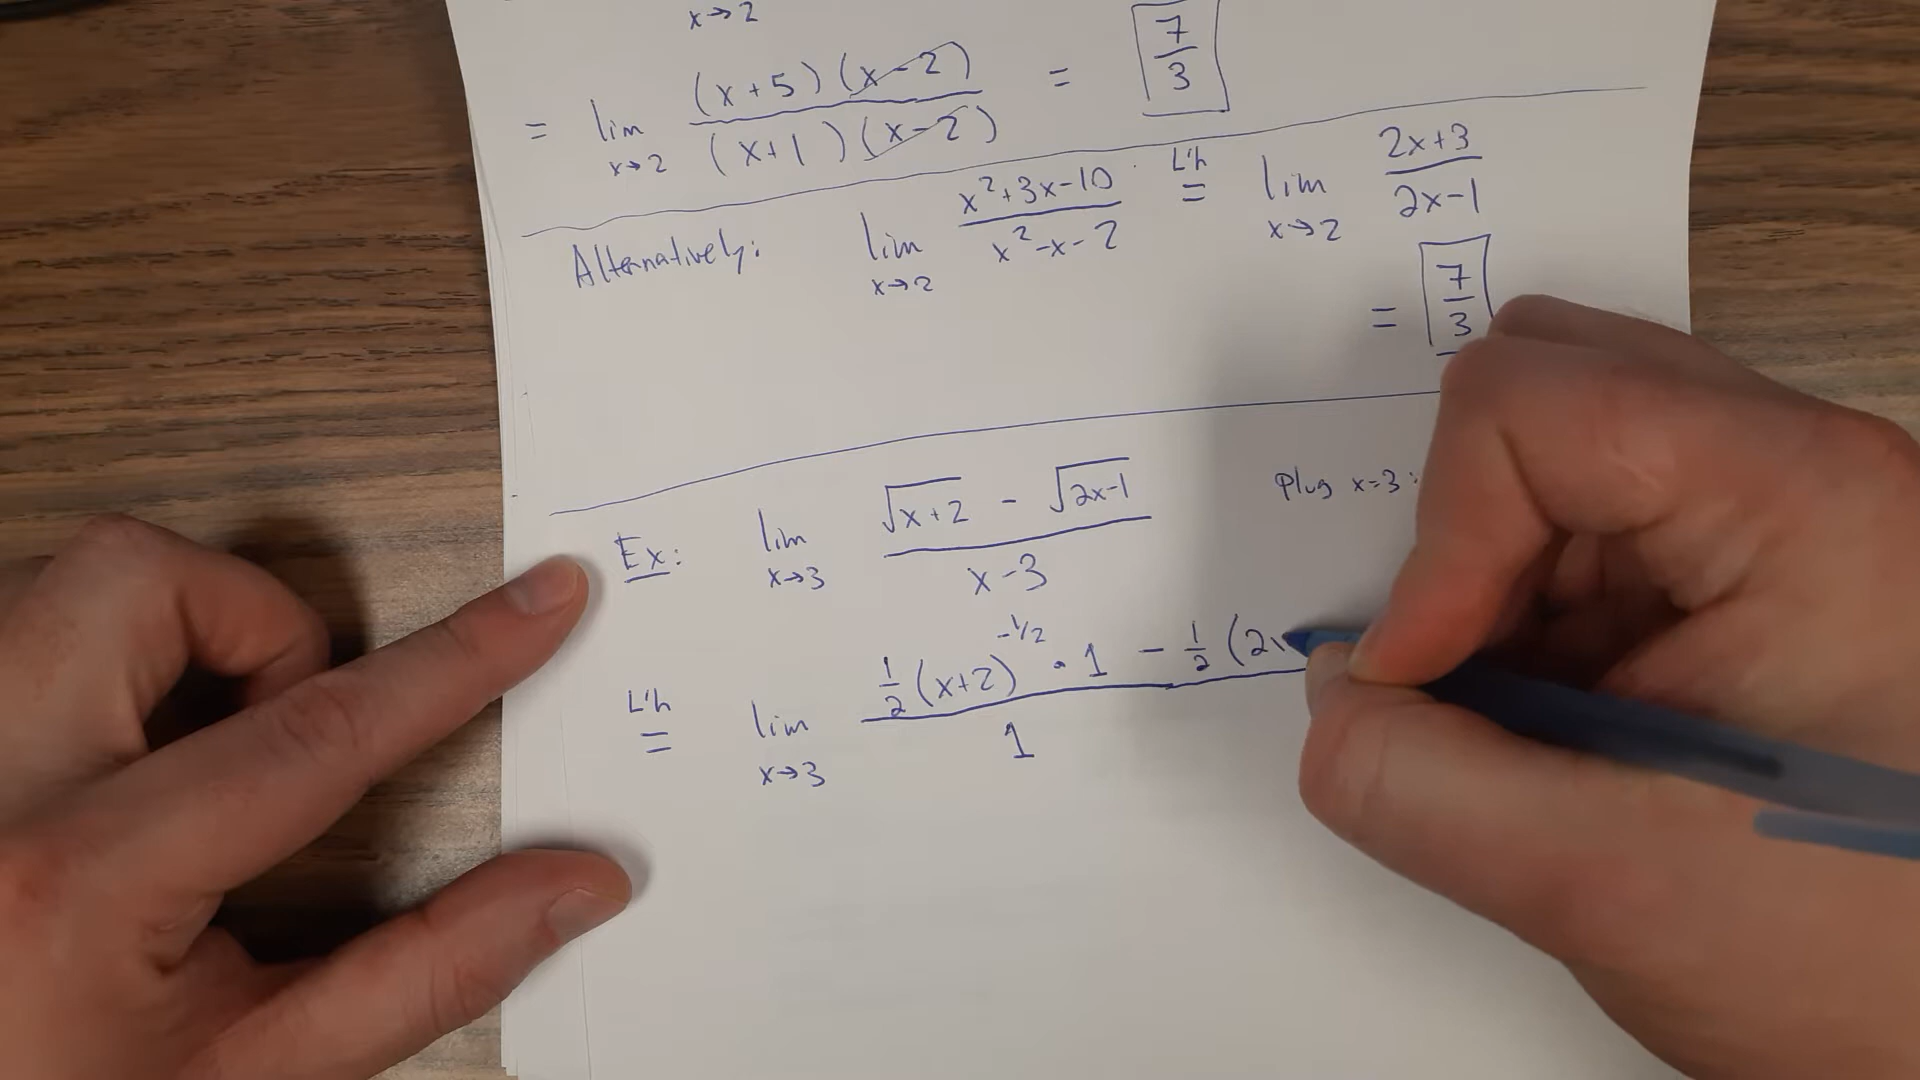 x→2
= lim x→2 (x+5)(x-2) / (x+1)(x-2) = 7/3
Alternatively: lim x→2 x²+3x-10 / x²-x-2 L'h = lim x→2 2x+3 / 2x-1
= 7/3
Ex: lim x→3 √x+2 - √2x-1 / x-3 Plug x=3:
L'h = lim x→3 1/2 (x+2)^-1/2 · 1 - 1/2 (2x / 1